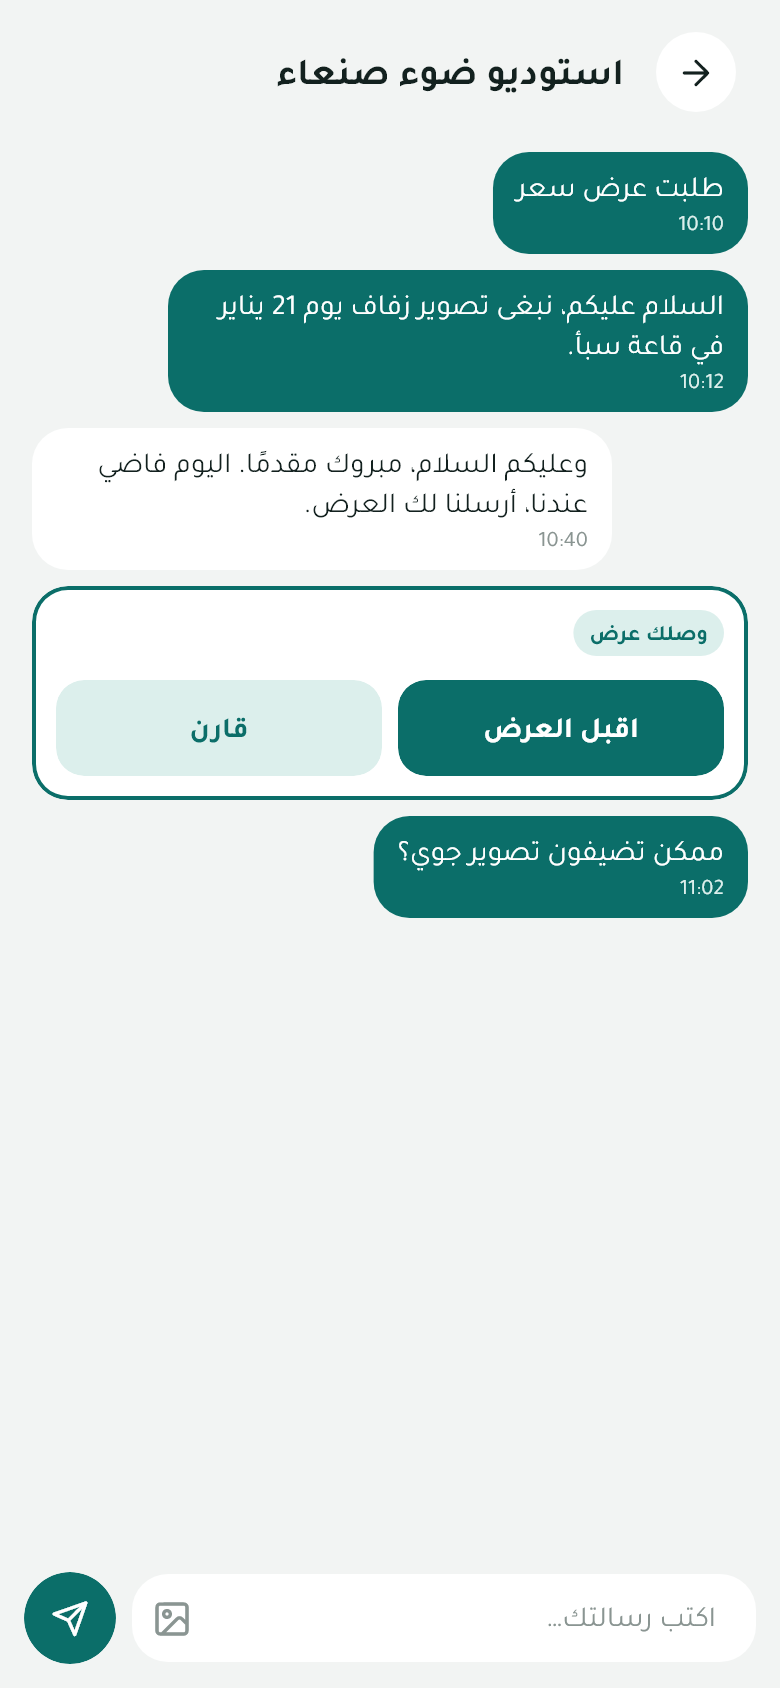 استوديو ضوء صنعاء
طلبت عرض سعر
10:10
السلام عليكم، نبغى تصوير زفاف يوم 21 يناير
في قاعة سبأ.
10:12
وعليكم السلام، مبروك مقدمًا. اليوم فاضي
عندنا، أرسلنا لك العرض.
10:40
وصلك عرض
اقبل العرض
قارن
ممكن تضيفون تصوير جوي؟
11:02
اكتب رسالتك…